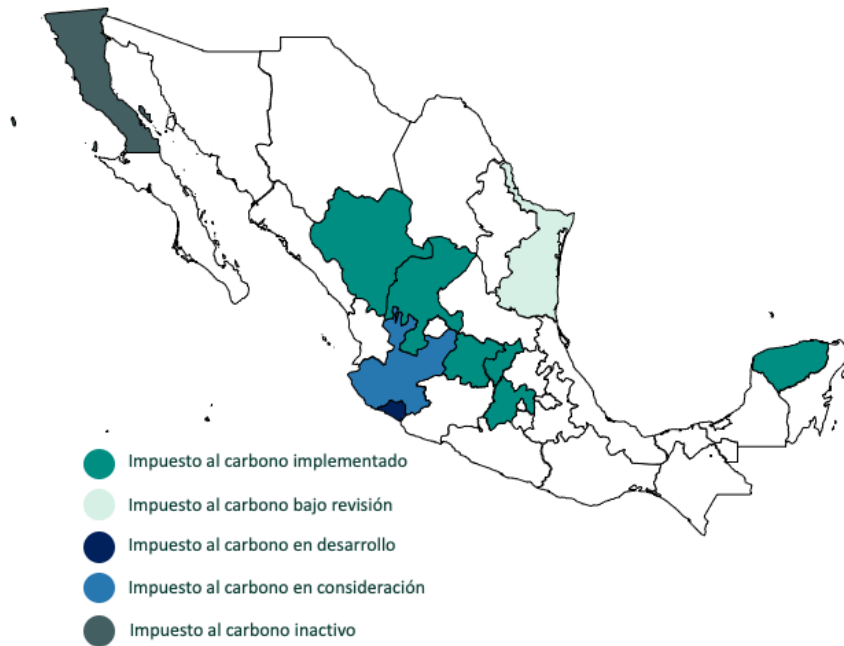 Impuesto al carbono implementado
Impuesto al carbono bajo revisión
Impuesto al carbono en desarrollo
Impuesto al carbono en consideración
Impuesto al carbono inactivo